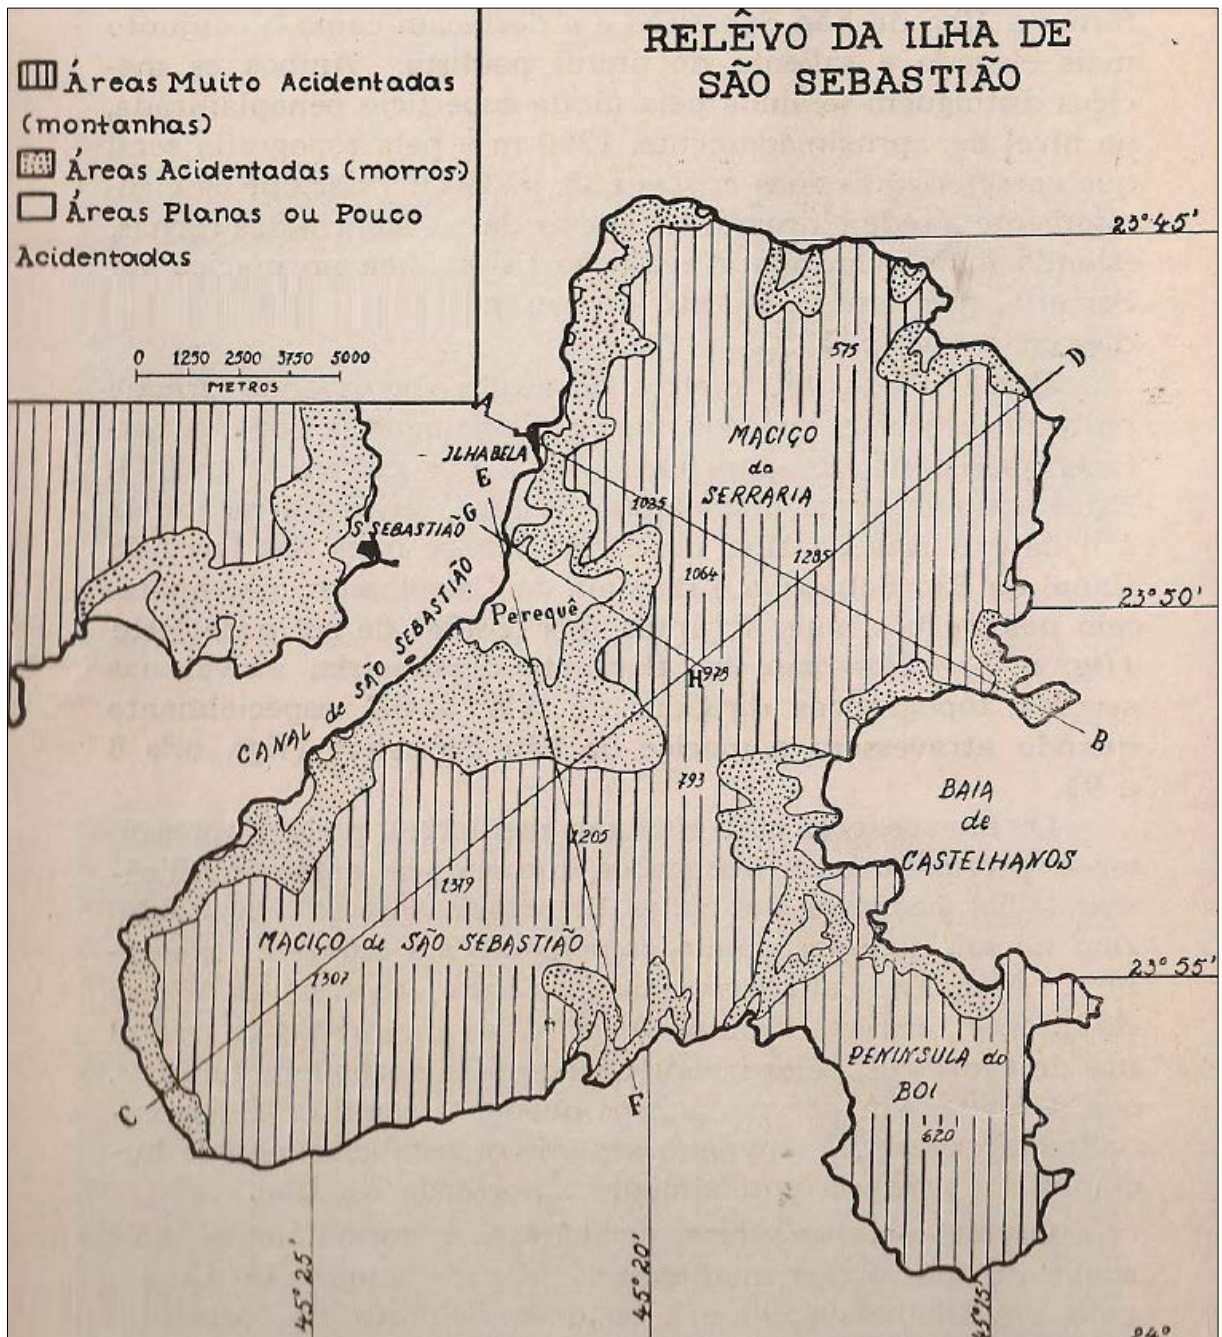 RELÊVO DA ILHA DE
SÃO SEBASTIÃO
Áreas Muito Acidentadas
(montanhas)
Áreas Acidentadas (morros)
Áreas Planas ou Pouco
Acidentadas
0 1250 2500 3750 5000
METROS
23° 45'
575
D
A
ILHABELA
E
MACIÇO
da
SERRARIA
G
S. SEBASTIÃO
1025
1285
1064
23° 50'
Perequê
CANAL de SÃO SEBASTIÃO
H 975
B
793
BAIA
de
CASTELHANOS
1205
1379
MACIÇO de SÃO SEBASTIÃO
1307
23° 55'
PENINSULA do
BOI
620
C
F
45° 25'
45° 20'
45° 15'
24°